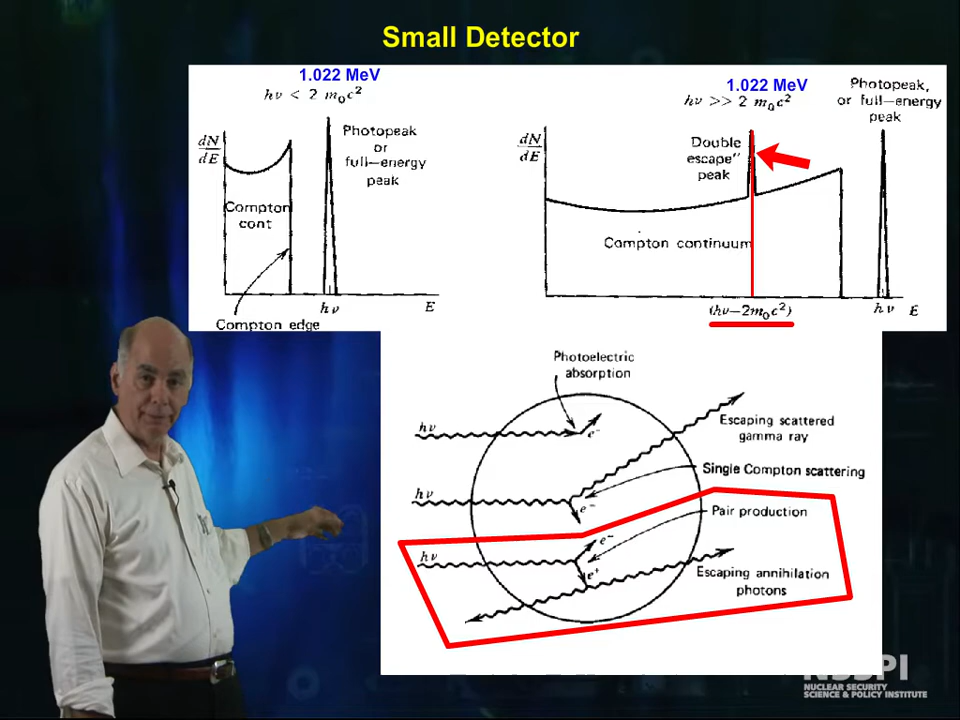 Small Detector
1.022 MeV
hν < 2 m₀c²
dN
dE
Photopeak
or
full-energy
peak
Compton
cont
Compton edge
hν
E
1.022 MeV
hν >> 2 m₀c²
Photopeak,
or full-energy
peak
dN
dE
Double
escape"
peak
Compton continuum
(hν-2m₀c²)
hν
E
Photoelectric
absorption
hν
e⁻
Escaping scattered
gamma ray
Single Compton scattering
hν
e⁻
Pair production
hν
e⁻
e⁺
Escaping annihilation
photons
NSSPI
NUCLEAR SECURITY
SCIENCE & POLICY INSTITUTE